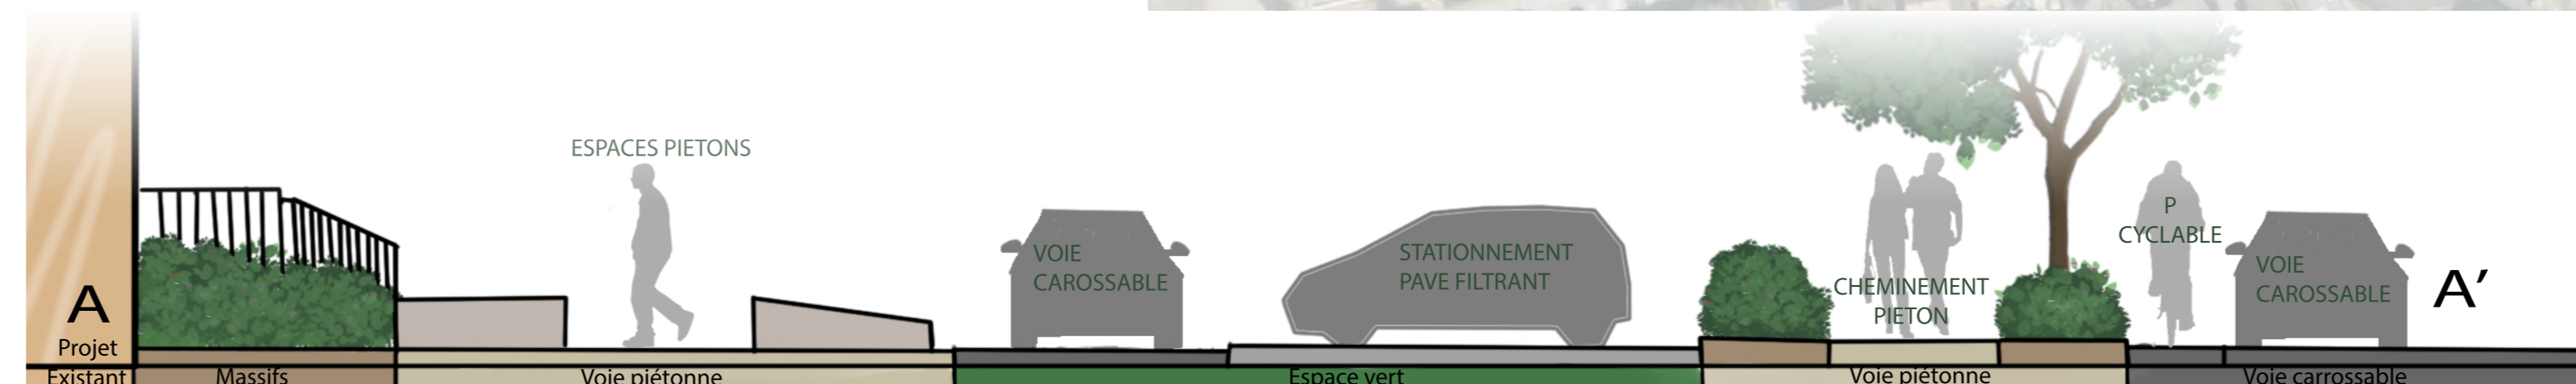 ESPACES PIETONS
VOIE
CAROSSABLE
STATIONNEMENT
PAVE FILTRANT
CHEMINEMENT
PIETON
P
CYCLABLE
VOIE
CAROSSABLE
A
A'
Projet
Existant
Massifs
Voie piétonne
Espace vert
Voie piétonne
Voie carrossable